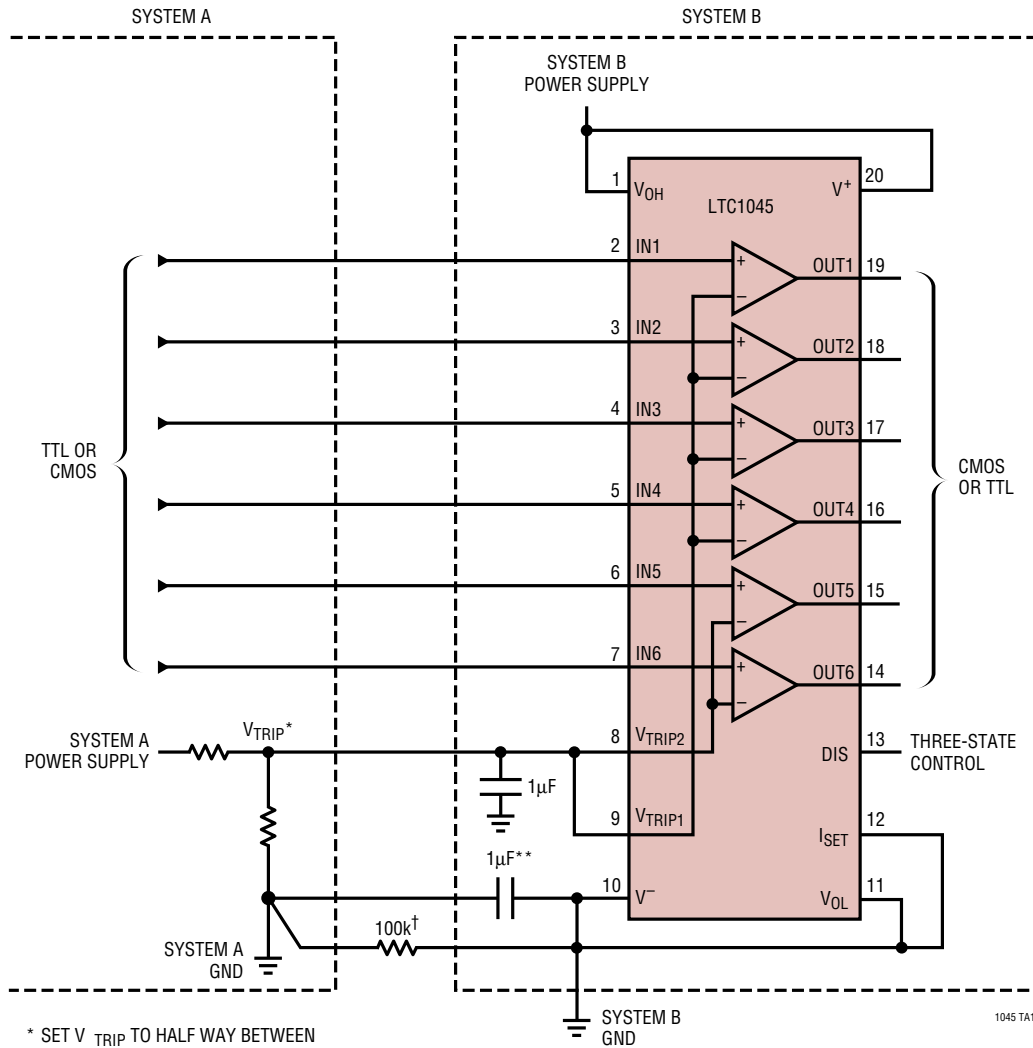 SYSTEM A
SYSTEM B
SYSTEM B
POWER SUPPLY
1
V_OH
LTC1045
V⁺
20
2
IN1
+
−
OUT1
19
3
IN2
+
−
OUT2
18
4
IN3
+
−
OUT3
17
TTL OR
CMOS
CMOS
OR TTL
5
IN4
+
−
OUT4
16
6
IN5
+
−
OUT5
15
7
IN6
+
−
OUT6
14
SYSTEM A
POWER SUPPLY
V_TRIP*
8
V_TRIP2
DIS
13
THREE-STATE
CONTROL
1µF
9
V_TRIP1
I_SET
12
1µF**
10
V⁻
V_OL
11
100k†
SYSTEM A
GND
SYSTEM B
GND
1045 TA1
* SET V TRIP TO HALF WAY BETWEEN